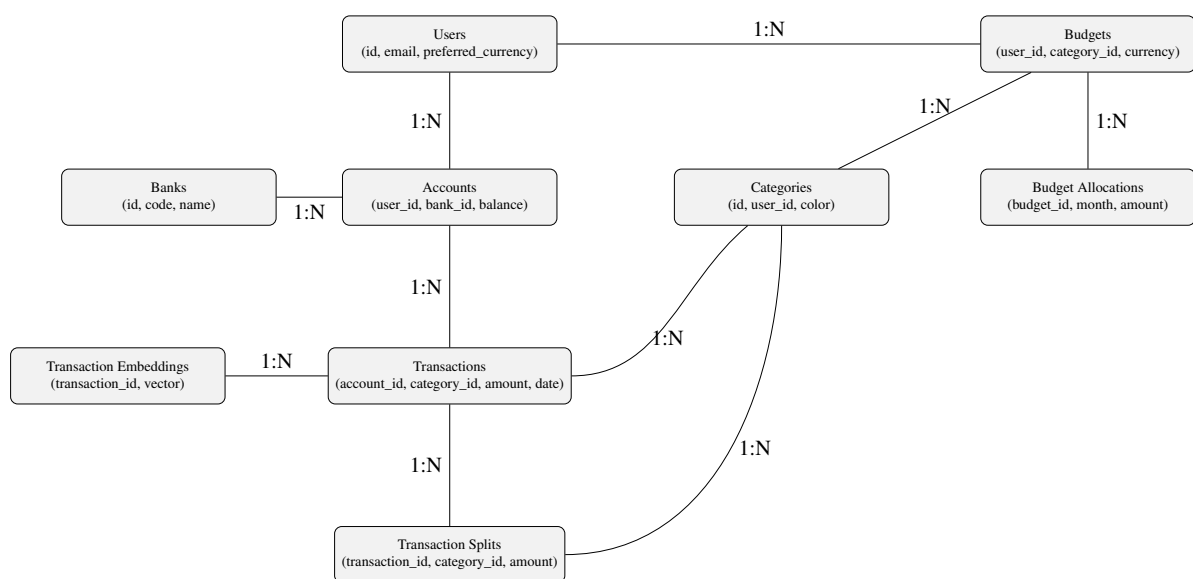 Users
(id, email, preferred_currency)
1:N
Budgets
(user_id, category_id, currency)
1:N
1:N
1:N
Banks
(id, code, name)
1:N
Accounts
(user_id, bank_id, balance)
Categories
(id, user_id, color)
Budget Allocations
(budget_id, month, amount)
1:N
1:N
Transaction Embeddings
(transaction_id, vector)
1:N
Transactions
(account_id, category_id, amount, date)
1:N
1:N
Transaction Splits
(transaction_id, category_id, amount)